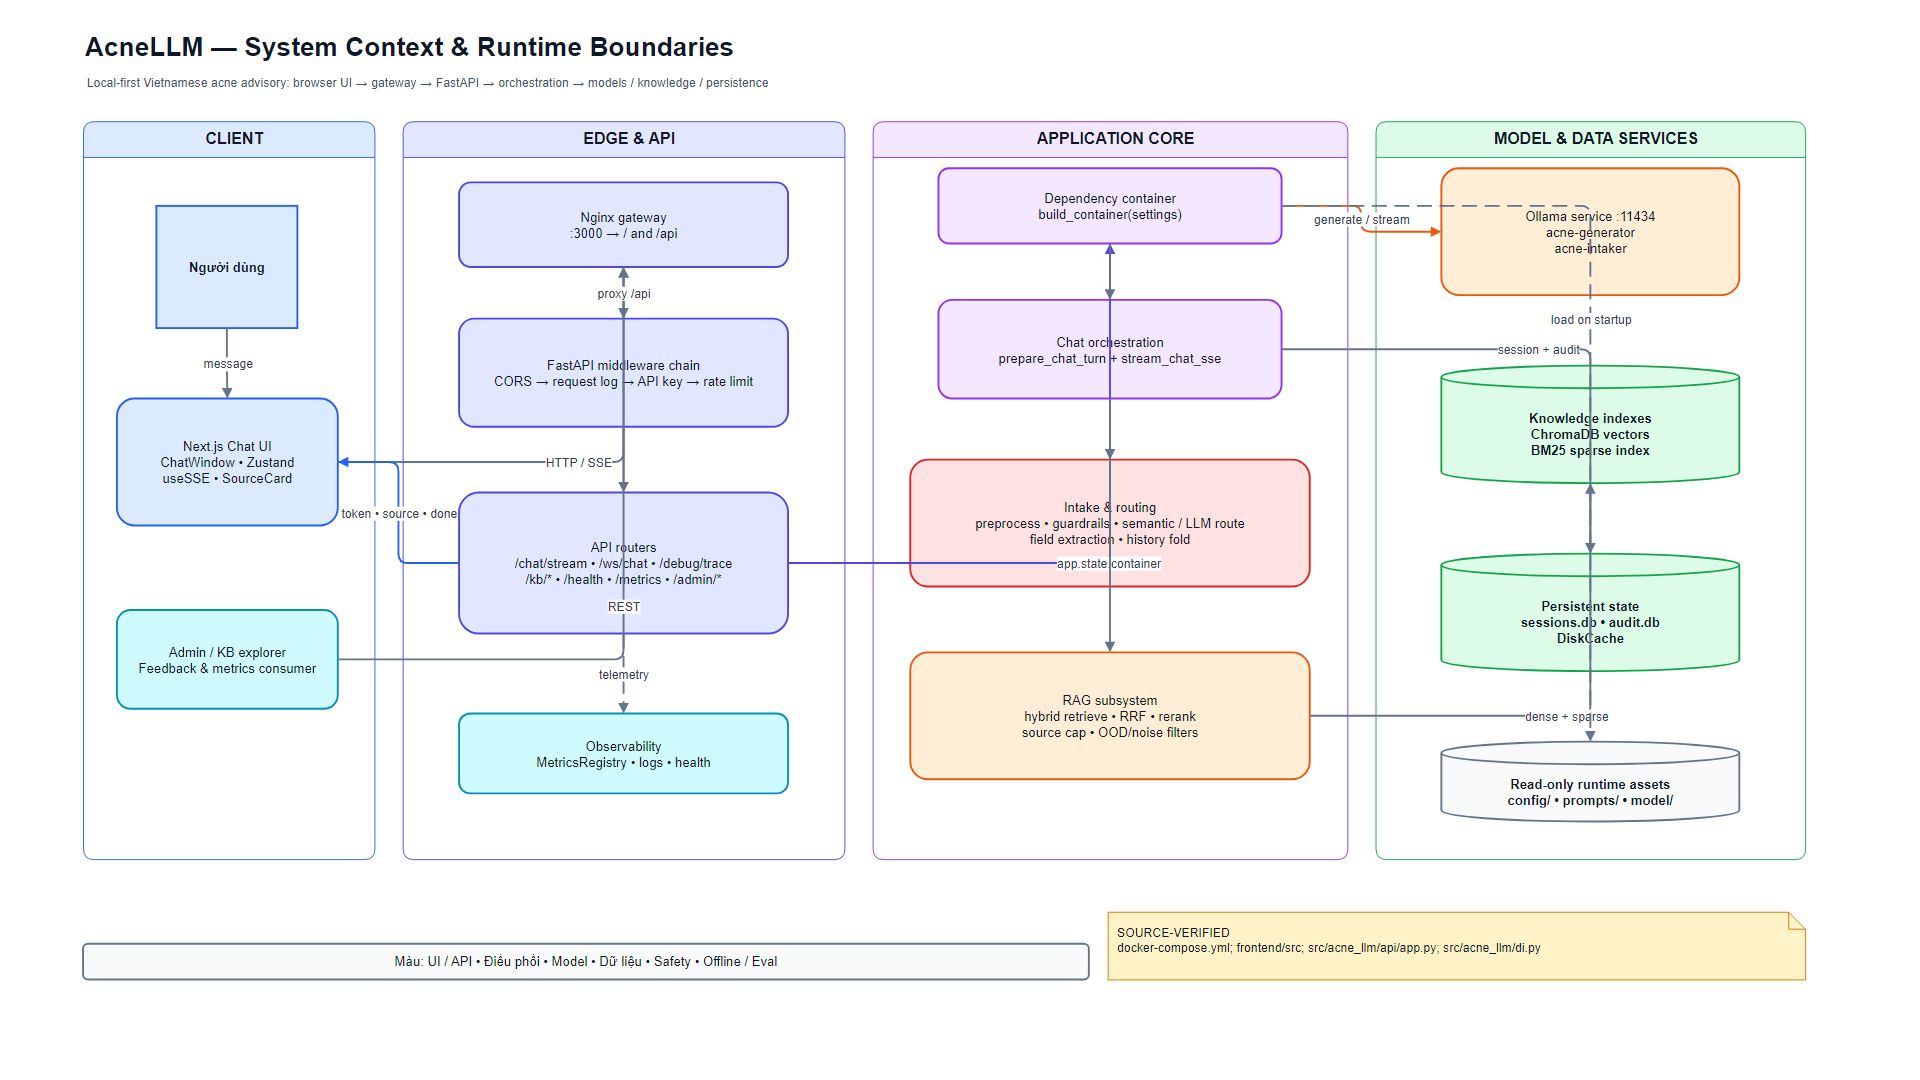 AcneLLM — System Context & Runtime Boundaries
Local-first Vietnamese acne advisory: browser UI → gateway → FastAPI → orchestration → models / knowledge / persistence
CLIENT
Người dùng
message
Next.js Chat UI
ChatWindow • Zustand
useSSE • SourceCard
token • source • done
Admin / KB explorer
Feedback & metrics consumer
EDGE & API
Nginx gateway
:3000 → / and /api
proxy /api
FastAPI middleware chain
CORS → request log → API key → rate limit
HTTP / SSE
API routers
/chat/stream • /ws/chat • /debug/trace
/kb/* • /health • /metrics • /admin/*
REST
telemetry
Observability
MetricsRegistry • logs • health
APPLICATION CORE
Dependency container
build_container(settings)
generate / stream
Chat orchestration
prepare_chat_turn + stream_chat_sse
Intake & routing
preprocess • guardrails • semantic / LLM route
field extraction • history fold
app.state.container
RAG subsystem
hybrid retrieve • RRF • rerank
source cap • OOD/noise filters
MODEL & DATA SERVICES
Ollama service :11434
acne-generator
acne-intaker
load on startup
session + audit
Knowledge indexes
ChromaDB vectors
BM25 sparse index
Persistent state
sessions.db • audit.db
DiskCache
dense + sparse
Read-only runtime assets
config/ • prompts/ • model/
Màu: UI / API • Điều phối • Model • Dữ liệu • Safety • Offline / Eval
SOURCE-VERIFIED
docker-compose.yml; frontend/src; src/acne_llm/api/app.py; src/acne_llm/di.py